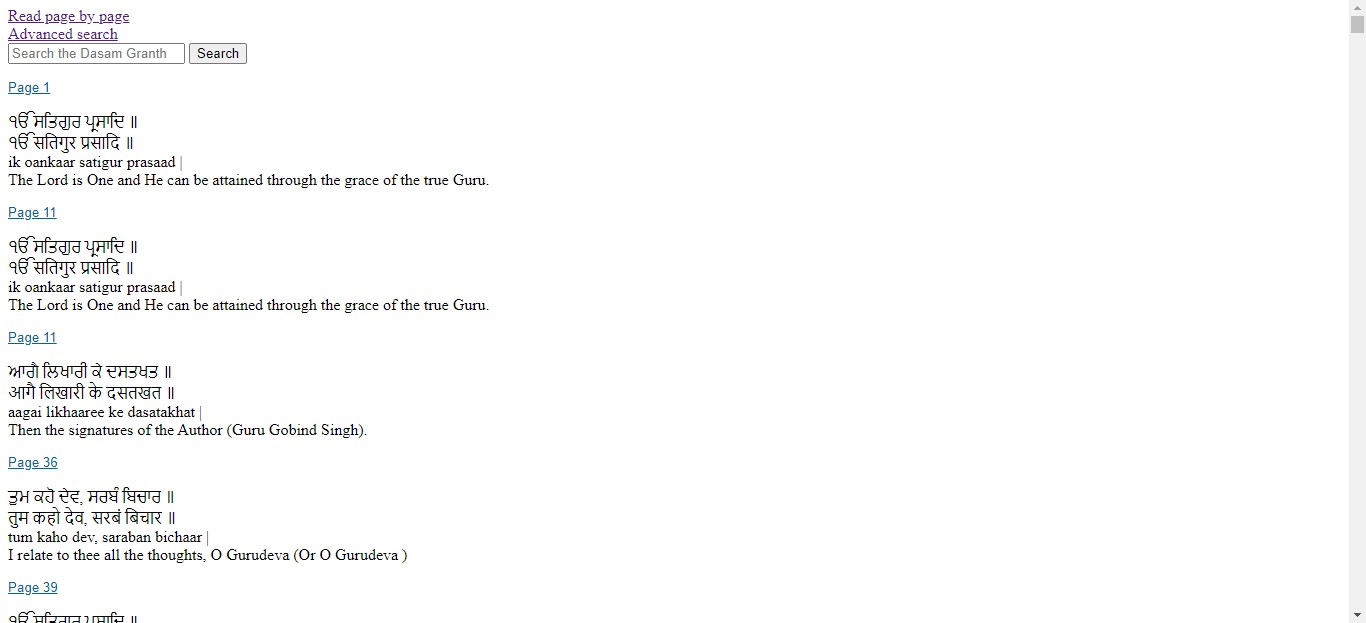 Read page by page
Advanced search
Search the Dasam Granth Search
Page 1
ੴ ਸਤਿਗੁਰ ਪ੍ਰਸਾਦਿ ॥
ੴ सतिगुर प्रसादि ॥
ik oankaar satigur prasaad |
The Lord is One and He can be attained through the grace of the true Guru.
Page 11
ੴ ਸਤਿਗੁਰ ਪ੍ਰਸਾਦਿ ॥
ੴ सतिगुर प्रसादि ॥
ik oankaar satigur prasaad |
The Lord is One and He can be attained through the grace of the true Guru.
Page 11
ਆਗੈ ਲਿਖਾਰੀ ਕੇ ਦਸਤਖਤ ॥
आगै लिखारी के दसतखत ॥
aagai likhaaree ke dasatakhat |
Then the signatures of the Author (Guru Gobind Singh).
Page 36
ਤੁਮ ਕਹੋ ਦੇਵ, ਸਰਬੰ ਬਿਚਾਰ ॥
तुम कहो देव, सरबं बिचार ॥
tum kaho dev, saraban bichaar |
I relate to thee all the thoughts, O Gurudeva (Or O Gurudeva )
Page 39
ੴ ਸਤਿਗੁਰ ਪ੍ਰਸਾਦਿ ॥